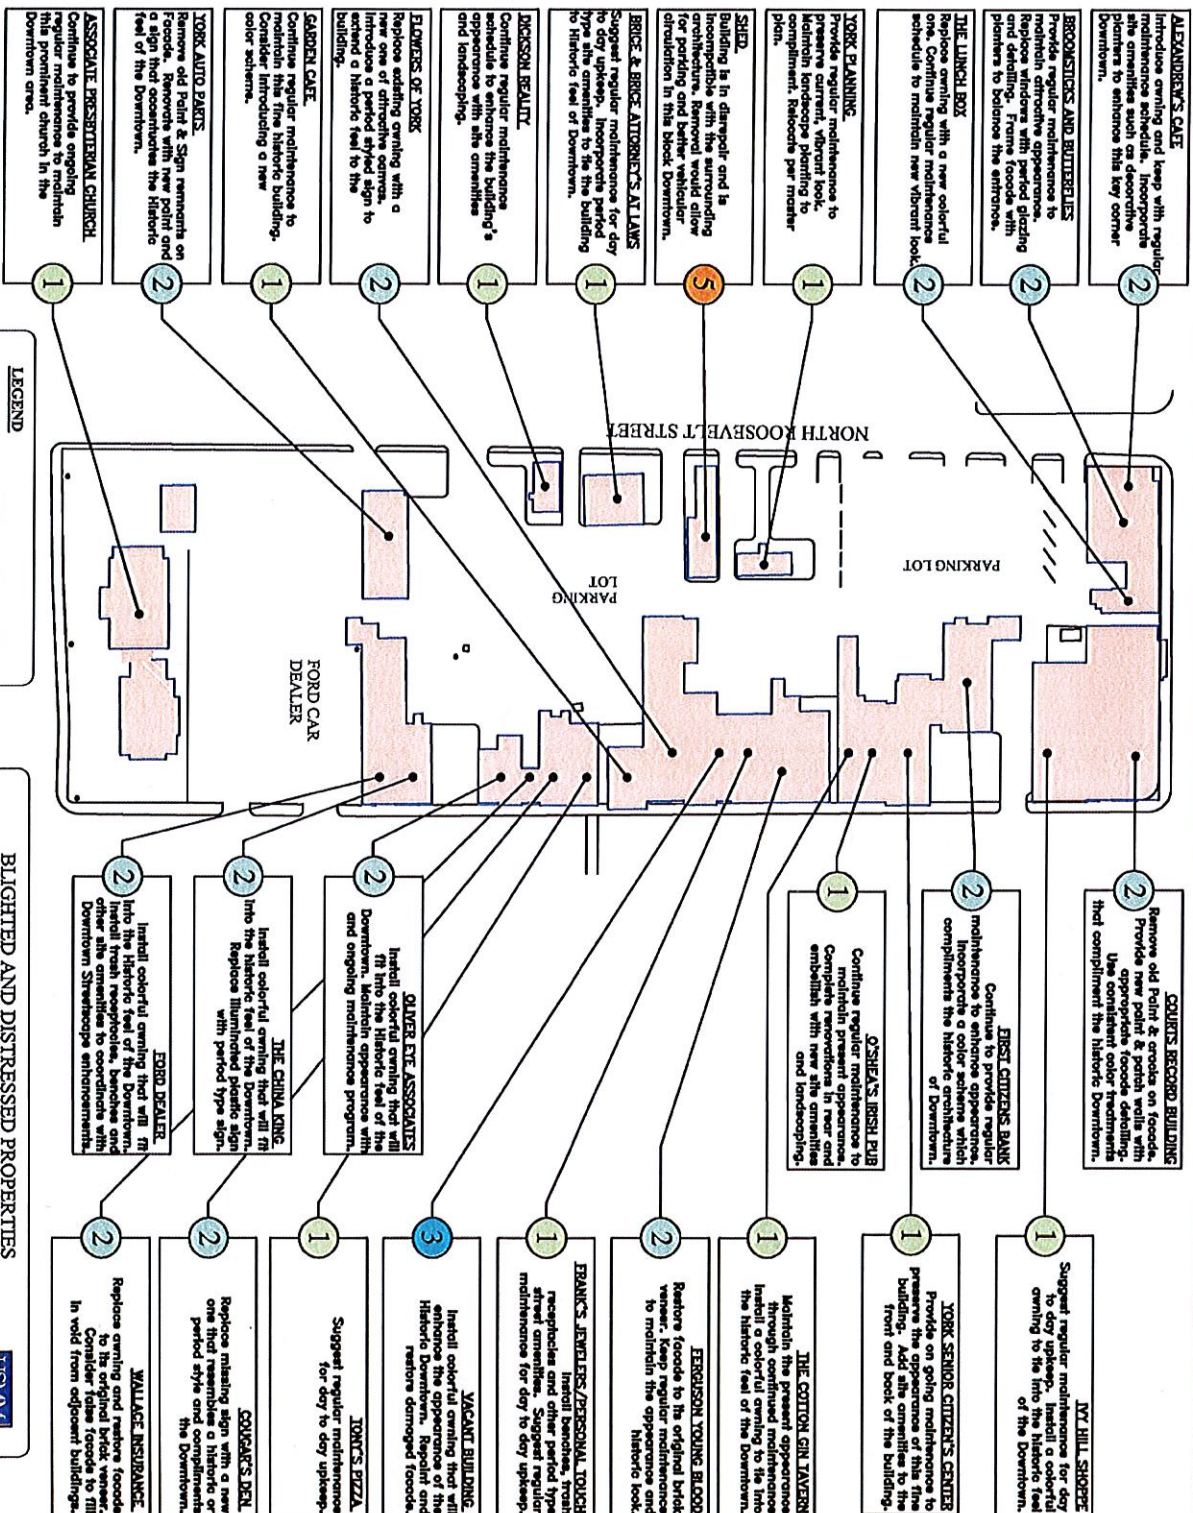 ALEXANDREW'S CAFE
Introduce awning and keep with regular
maintenance schedule. Incorporate
site amenities such as decorative
planters to enhance this key corner
Downtown.
2
BROOMSTICKS AND BUTTERFLIES
Provide regular maintenance to
maintain attractive appearance.
Replace windows with period glazing
and detailing. Frame facade with
planters to balance the entrance.
2
THE LUNCH BOX
Replace awning with a new colorful
one. Continue regular maintenance
schedule to maintain new vibrant look.
2
YORK PLANNING
Provide regular maintenance to
preserve current, vibrant look.
Maintain landscape planting to
compliment. Relocate per master
plan.
1
SHED
Building is in disrepair and is
incompatible with the surrounding
architecture. Removal would allow
for parking and better vehicular
circulation in this block Downtown.
5
BRICE & BRICE ATTORNEY'S AT LAWS
Suggest regular maintenance for day
to day upkeep. Incorporate period
type site amenities to tie the building
to Historic feel of Downtown.
1
DICKSON REALITY
Continue regular maintenance
schedule to enhance the building's
appearance with site amenities
and landscaping.
1
FLOWERS OF YORK
Replace existing awning with a
new one of attractive canvas.
Introduce a period styled sign to
extend a historic feel to the
building.
2
GARDEN CAFE
Continue regular maintenance to
maintain this fine historic building.
Consider introducing a new
color scheme.
1
YORK AUTO PARTS
Remove old Paint & Sign remnants on
Facade. Renovate with new paint and
a sign that accentuates the Historic
feel of the Downtown.
2
ASSOCIATE PRESBYTERIAN CHURCH
Continue to provide ongoing
regular maintenance to maintain
this prominent church in the
Downtown area.
1
NORTH ROOSEVELT STREET
PARKING LOT
PARKING
LOT
FORD CAR
DEALER
COURTS RECORD BUILDING
Remove old Paint & cracks on facade.
Provide new paint & patch walls with
appropriate facade detailing.
Use consistent color treatments
that compliment the historic Downtown.
2
FIRST CITIZENS BANK
Continue to provide regular
maintenance to enhance appearance.
Incorporate a color scheme which
compliments the historic architecture
of Downtown.
2
O'SHEA'S IRISH PUB
Continue regular maintenance to
maintain present appearance.
Complete renovations in rear and
embellish with new site amenities
and landscaping.
1
OLIVER EYE ASSOCIATES
Install colorful awning that will
fit into the Historic feel of the
Downtown. Maintain appearance with
and ongoing maintenance program.
2
THE CHINA KING
Install colorful awning that will fit
into the historic feel of the Downtown.
Replace illuminated plastic sign
with period type sign.
2
FORD DEALER
Install colorful awning that will fit
into the Historic feel of the Downtown.
Install trash receptacles, benches and
other site amenities to coordinate with
Downtown Streetscape enhancements.
2
IVY HILL SHOPPE
Suggest regular maintenance for day
to day upkeep. Install a colorful
awning to tie into the historic feel
of the Downtown.
1
YORK SENIOR CITIZEN'S CENTER
Provide on going maintenance to
preserve the appearance of this fine
building. Add site amenities to the
front and back of the building.
1
THE COTTON GIN TAVERN
Maintain the present appearance
through continued maintenance
Install a colorful awning to tie into
the historic feel of the Downtown.
1
FERGUSON YOUNG BLOOD
Restore facade to its original brick
veneer. Keep regular maintenance
to maintain the appearance and
historic look.
2
FRANK'S JEWELERS/PERSONAL TOUCH
Install benches, trash
receptacles and other period type
street amenities. Suggest regular
maintenance for day to day upkeep.
1
VACANT BUILDING
Install colorful awning that will
enhance the appearance of the
Historic Downtown. Repaint and
restore damaged facade.
3
TONY'S PIZZA
Suggest regular maintenance
for day to day upkeep.
1
COUGAR'S DEN
Replace missing sign with a new
one that resembles a historic or
period style and compliments
the Downtown.
2
WALLACE INSURANCE
Replace awning and restore facade
to its original brick veneer.
Consider false facade to fill
in void from adjacent buildings.
2
LEGEND
BLIGHTED AND DISTRESSED PROPERTIES